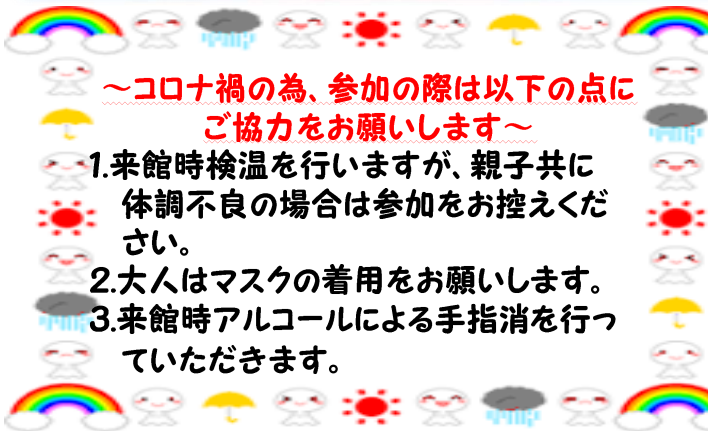 ～コロナ禍の為、参加の際は以下の点に
ご協力をお願いします～
1.来館時検温を行いますが、親子共に
体調不良の場合は参加をお控えくだ
さい。
2.大人はマスクの着用をお願いします。
3.来館時アルコールによる手指消を行っ
ていただきます。